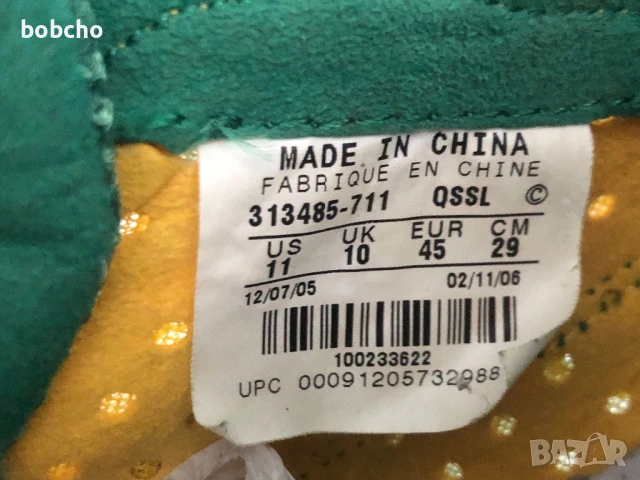 bobcho
MADE IN CHINA
FABRIQUE EN CHINE
313485-711 QSSL ©
US UK EUR CM
11 10 45 29
12/07/05 02/11/06
100233622
UPC 00091205732988
BAZAR